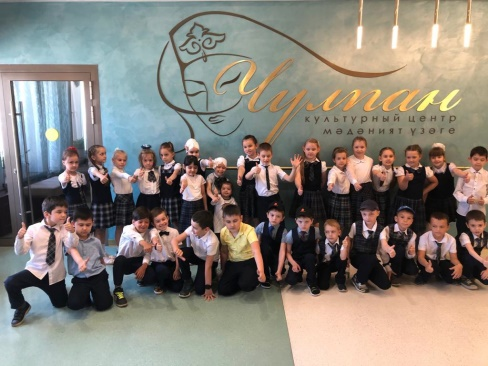 Чулпан
культурный центр
мәдәният үзәге